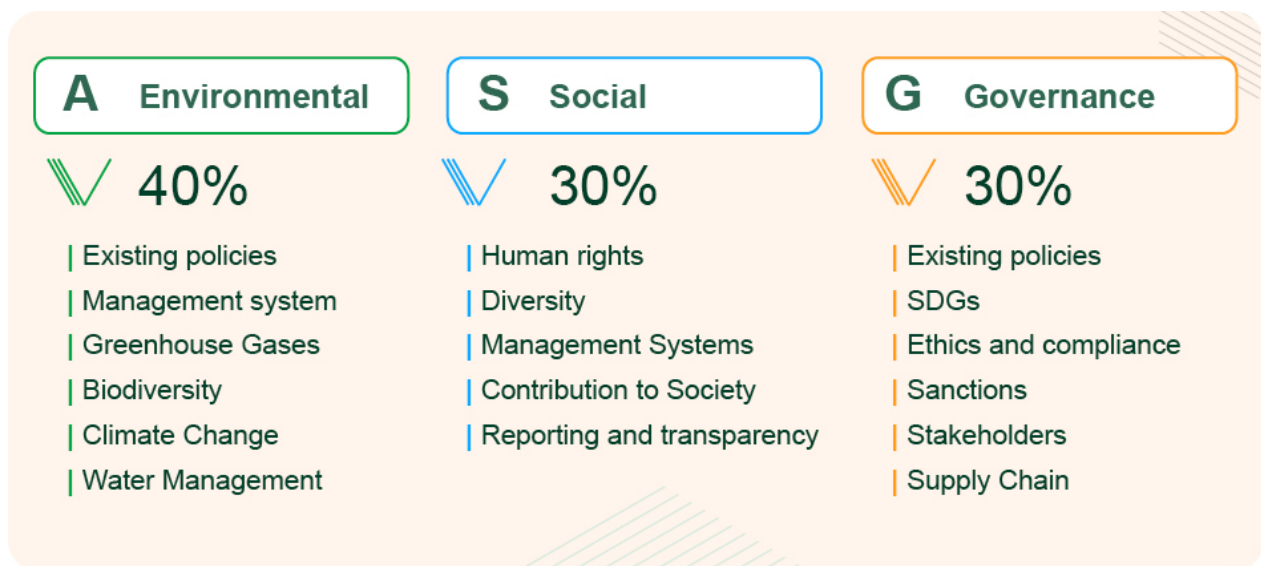 A Environmental
40%
Existing policies
Management system
Greenhouse Gases
Biodiversity
Climate Change
Water Management
S Social
30%
Human rights
Diversity
Management Systems
Contribution to Society
Reporting and transparency
G Governance
30%
Existing policies
SDGs
Ethics and compliance
Sanctions
Stakeholders
Supply Chain